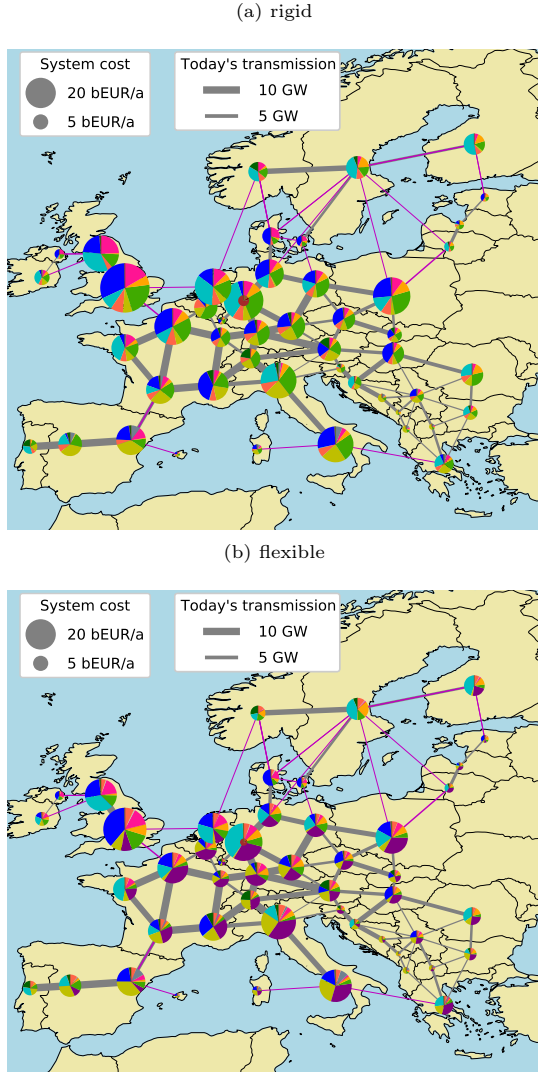 (a) rigid
System cost
20 bEUR/a
5 bEUR/a
Today's transmission
10 GW
5 GW
(b) flexible
System cost
20 bEUR/a
5 bEUR/a
Today's transmission
10 GW
5 GW